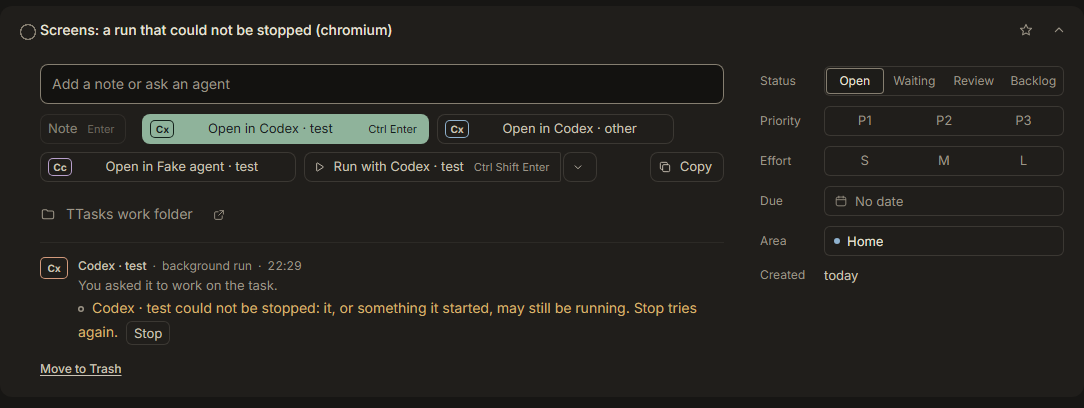 Screens: a run that could not be stopped (chromium)
Add a note or ask an agent
Note Enter
Cx Open in Codex · test Ctrl Enter
Cx Open in Codex · other
Cc Open in Fake agent · test
Run with Codex · test Ctrl Shift Enter
Copy
TTasks work folder
Cx Codex · test · background run · 22:29
You asked it to work on the task.
Codex · test could not be stopped: it, or something it started, may still be running. Stop tries
again. Stop
Move to Trash
Status Open Waiting Review Backlog
Priority P1 P2 P3
Effort S M L
Due No date
Area Home
Created today